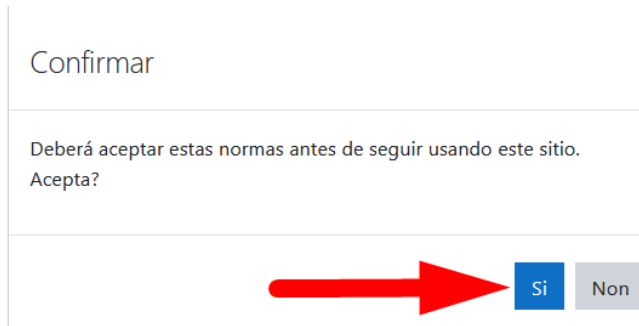 Confirmar
Deberá aceptar estas normas antes de seguir usando este sitio.
Acepta?
Si Non